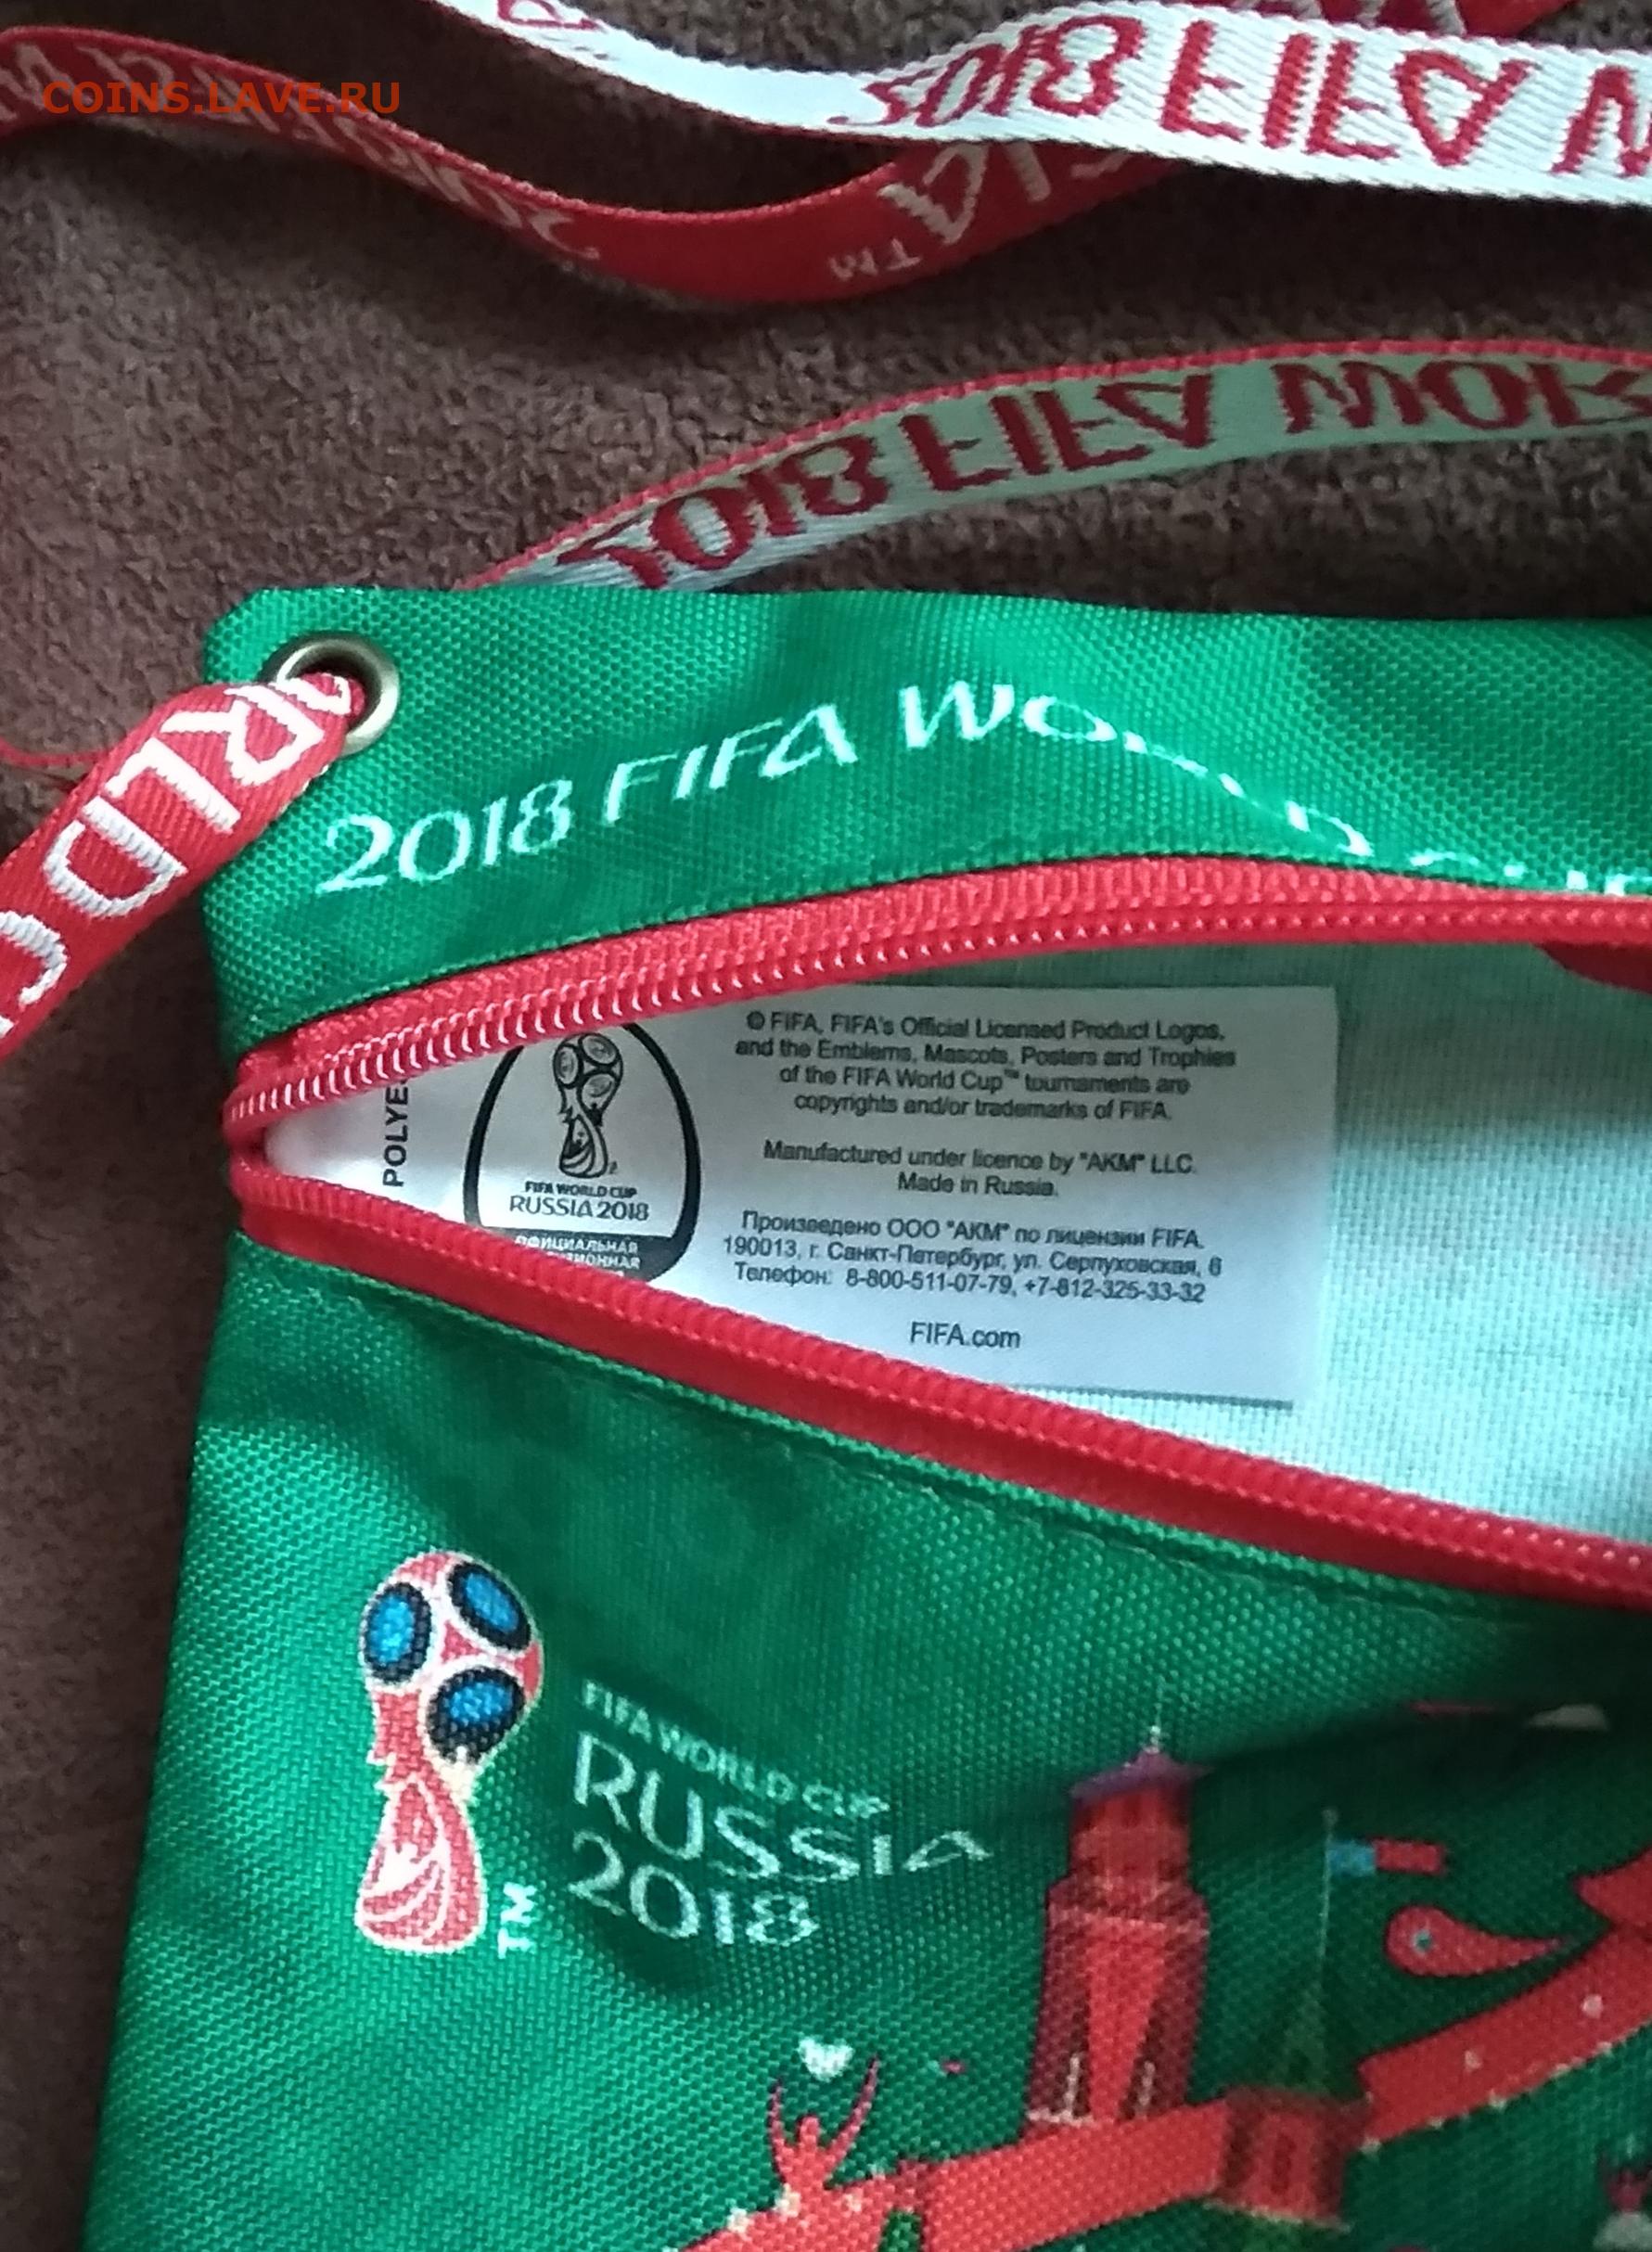 COINS.LAVE.RU
2018 FIFA WOR
2018 FIFA WO
RLD C
POLYE
FIFA WORLD CUP
RUSSIA 2018
ОФИЦИАЛЬНАЯ
© FIFA, FIFA's Official Licensed Product Logos,
and the Emblems, Mascots, Posters and Trophies
of the FIFA World Cup™ tournaments are
copyrights and/or trademarks of FIFA.
Manufactured under licence by "AKM" LLC.
Made in Russia.
Произведено ООО "АКМ" по лицензии FIFA.
190013, г. Санкт-Петербург, ул. Серпуховская, 6
Телефон: 8-800-511-07-79, +7-812-325-33-32
FIFA.com
FIFA WORLD CUP
RUSSIA
2018
TM